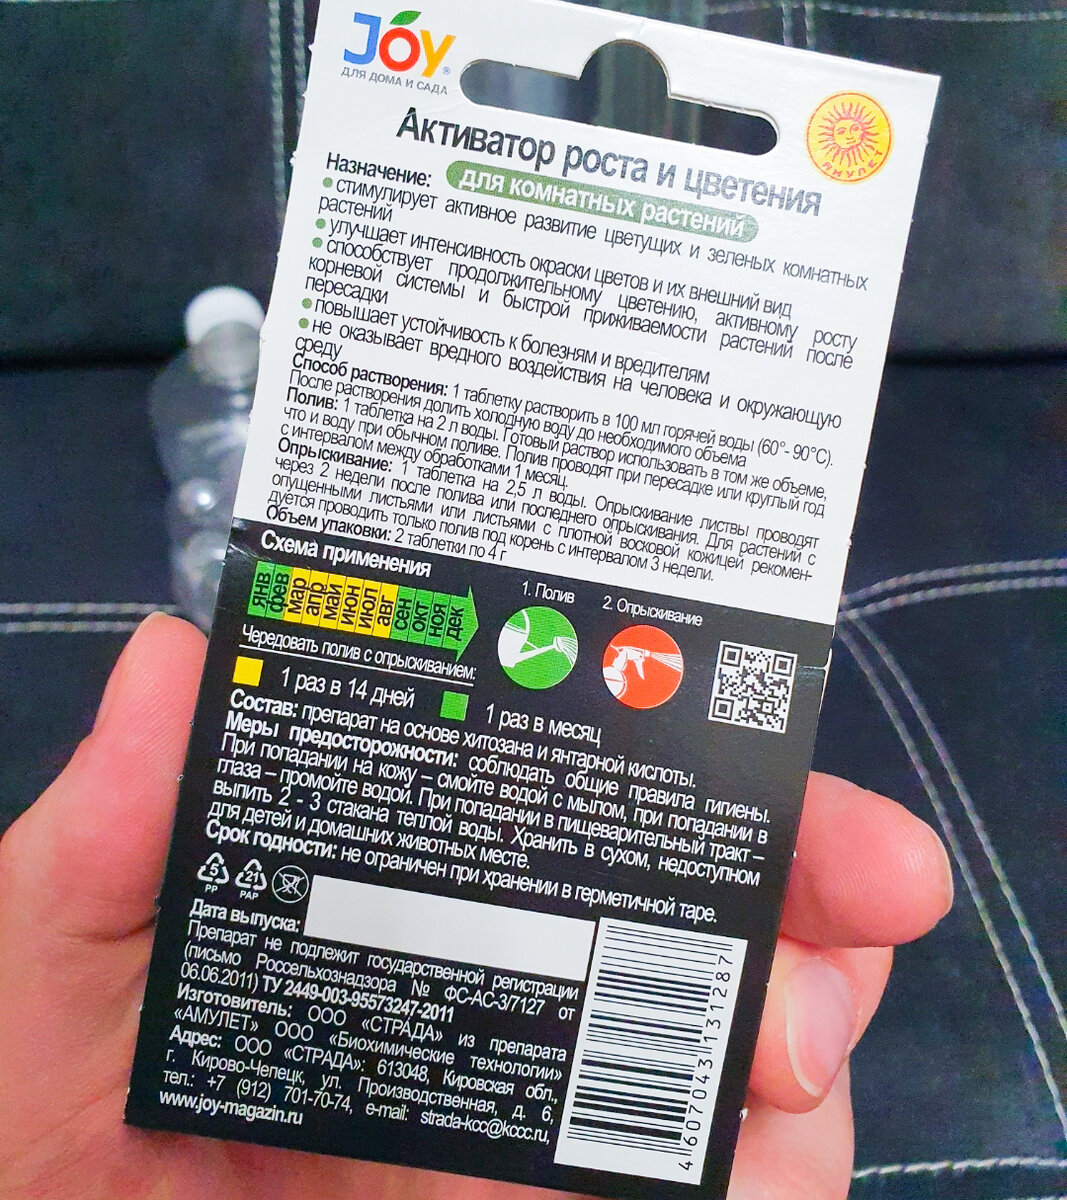 Joy®
ДЛЯ ДОМА И САДА
АМУЛЕТ
Активатор роста и цветения
Назначение: для комнатных растений
• стимулирует активное развитие цветущих и зеленых комнатных
растений
• улучшает интенсивность окраски цветов и их внешний вид
• способствует продолжительному цветению, активному росту
корневой системы и быстрой приживаемости растений после
пересадки
• повышает устойчивость к болезням и вредителям
• не оказывает вредного воздействия на человека и окружающую
среду
Способ растворения: 1 таблетку растворить в 100 мл горячей воды (60°- 90°С).
После растворения долить холодную воду до необходимого объема
Полив: 1 таблетка на 2 л воды. Готовый раствор использовать в том же объеме,
что и воду при обычном поливе. Полив проводят при пересадке или круглый год
с интервалом между обработками 1 месяц.
Опрыскивание: 1 таблетка на 2,5 л воды. Опрыскивание листвы проводят
через 2 недели после полива или последнего опрыскивания. Для растений с
опущенными листьями или листьями с плотной восковой кожицей рекомен-
дуется проводить только полив под корень с интервалом 3 недели.
Объем упаковки: 2 таблетки по 4 г
Схема применения
янв фев мар апр май июн июл авг сен окт ноя дек
1. Полив
2. Опрыскивание
Чередовать полив с опрыскиванием:
1 раз в 14 дней
1 раз в месяц
Состав: препарат на основе хитозана и янтарной кислоты.
Меры предосторожности: соблюдать общие правила гигиены.
При попадании на кожу – смойте водой с мылом, при попадании в
глаза – промойте водой. При попадании в пищеварительный тракт –
выпить 2 - 3 стакана теплой воды. Хранить в сухом, недоступном
для детей и домашних животных месте.
Срок годности: не ограничен при хранении в герметичной таре.
5
PP
21
PAP
Дата выпуска:
Препарат не подлежит государственной регистрации
(письмо Россельхознадзора № ФС-АС-3/7127 от
06.06.2011) ТУ 2449-003-95573247-2011
Изготовитель: ООО «СТРАДА» из препарата
«АМУЛЕТ» ООО «Биохимические технологии»
Адрес: ООО «СТРАДА»: 613048, Кировская обл.,
г. Кирово-Чепецк, ул. Производственная, д. 6,
тел.: +7 (912) 701-70-74, e-mail: strada-kcc@kccc.ru,
www.joy-magazin.ru
4 607043 131287